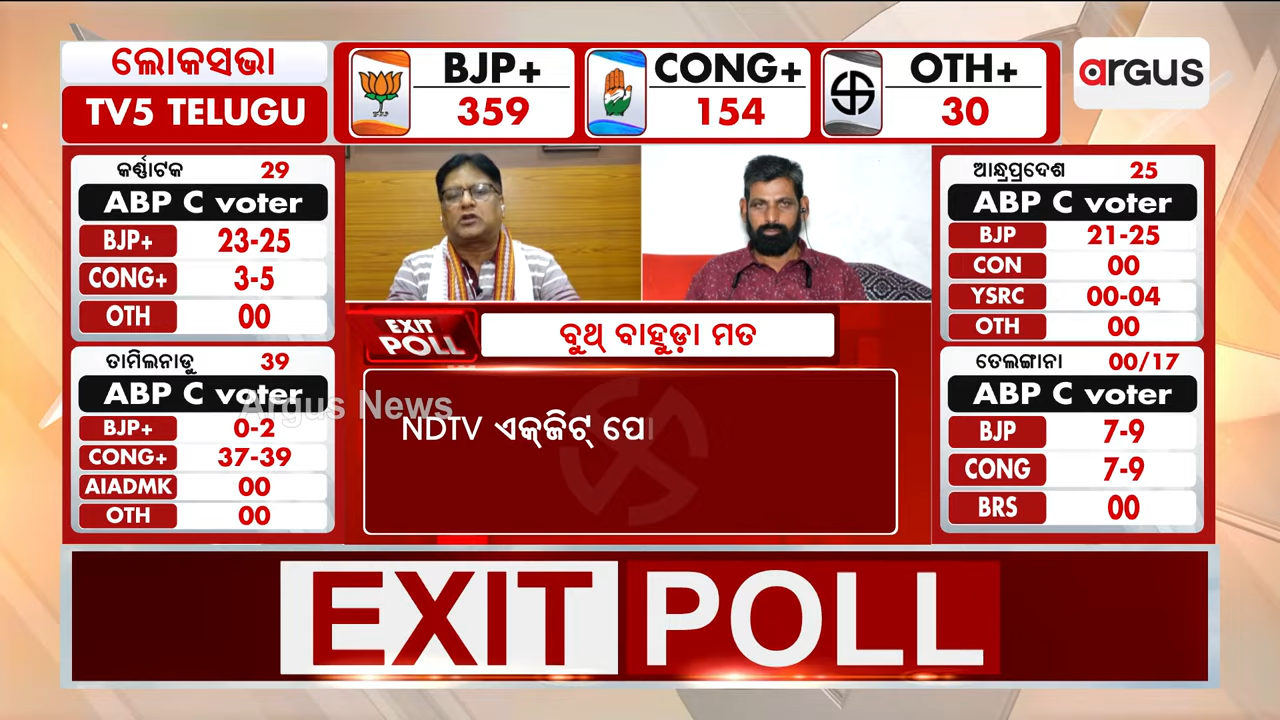 ଲୋକସଭା
TV5 TELUGU
BJP+
359
CONG+
154
OTH+
30
argus
କର୍ଣ୍ଣାଟକ 29
ABP C voter
BJP+ 23-25
CONG+ 3-5
OTH 00
ତାମିଲନାଡୁ 39
ABP C voter
BJP+ 0-2
CONG+ 37-39
AIADMK 00
OTH 00
EXIT
POLL
ବୁଥ୍ ବାହୁଡ଼ା ମତ
Argus News
NDTV ଏକ୍‌ଜିଟ୍ ପୋ
ଆନ୍ଧ୍ରପ୍ରଦେଶ 25
ABP C voter
BJP 21-25
CON 00
YSRC 00-04
OTH 00
ତେଲଙ୍ଗାନା 00/17
ABP C voter
BJP 7-9
CONG 7-9
BRS 00
EXIT POLL